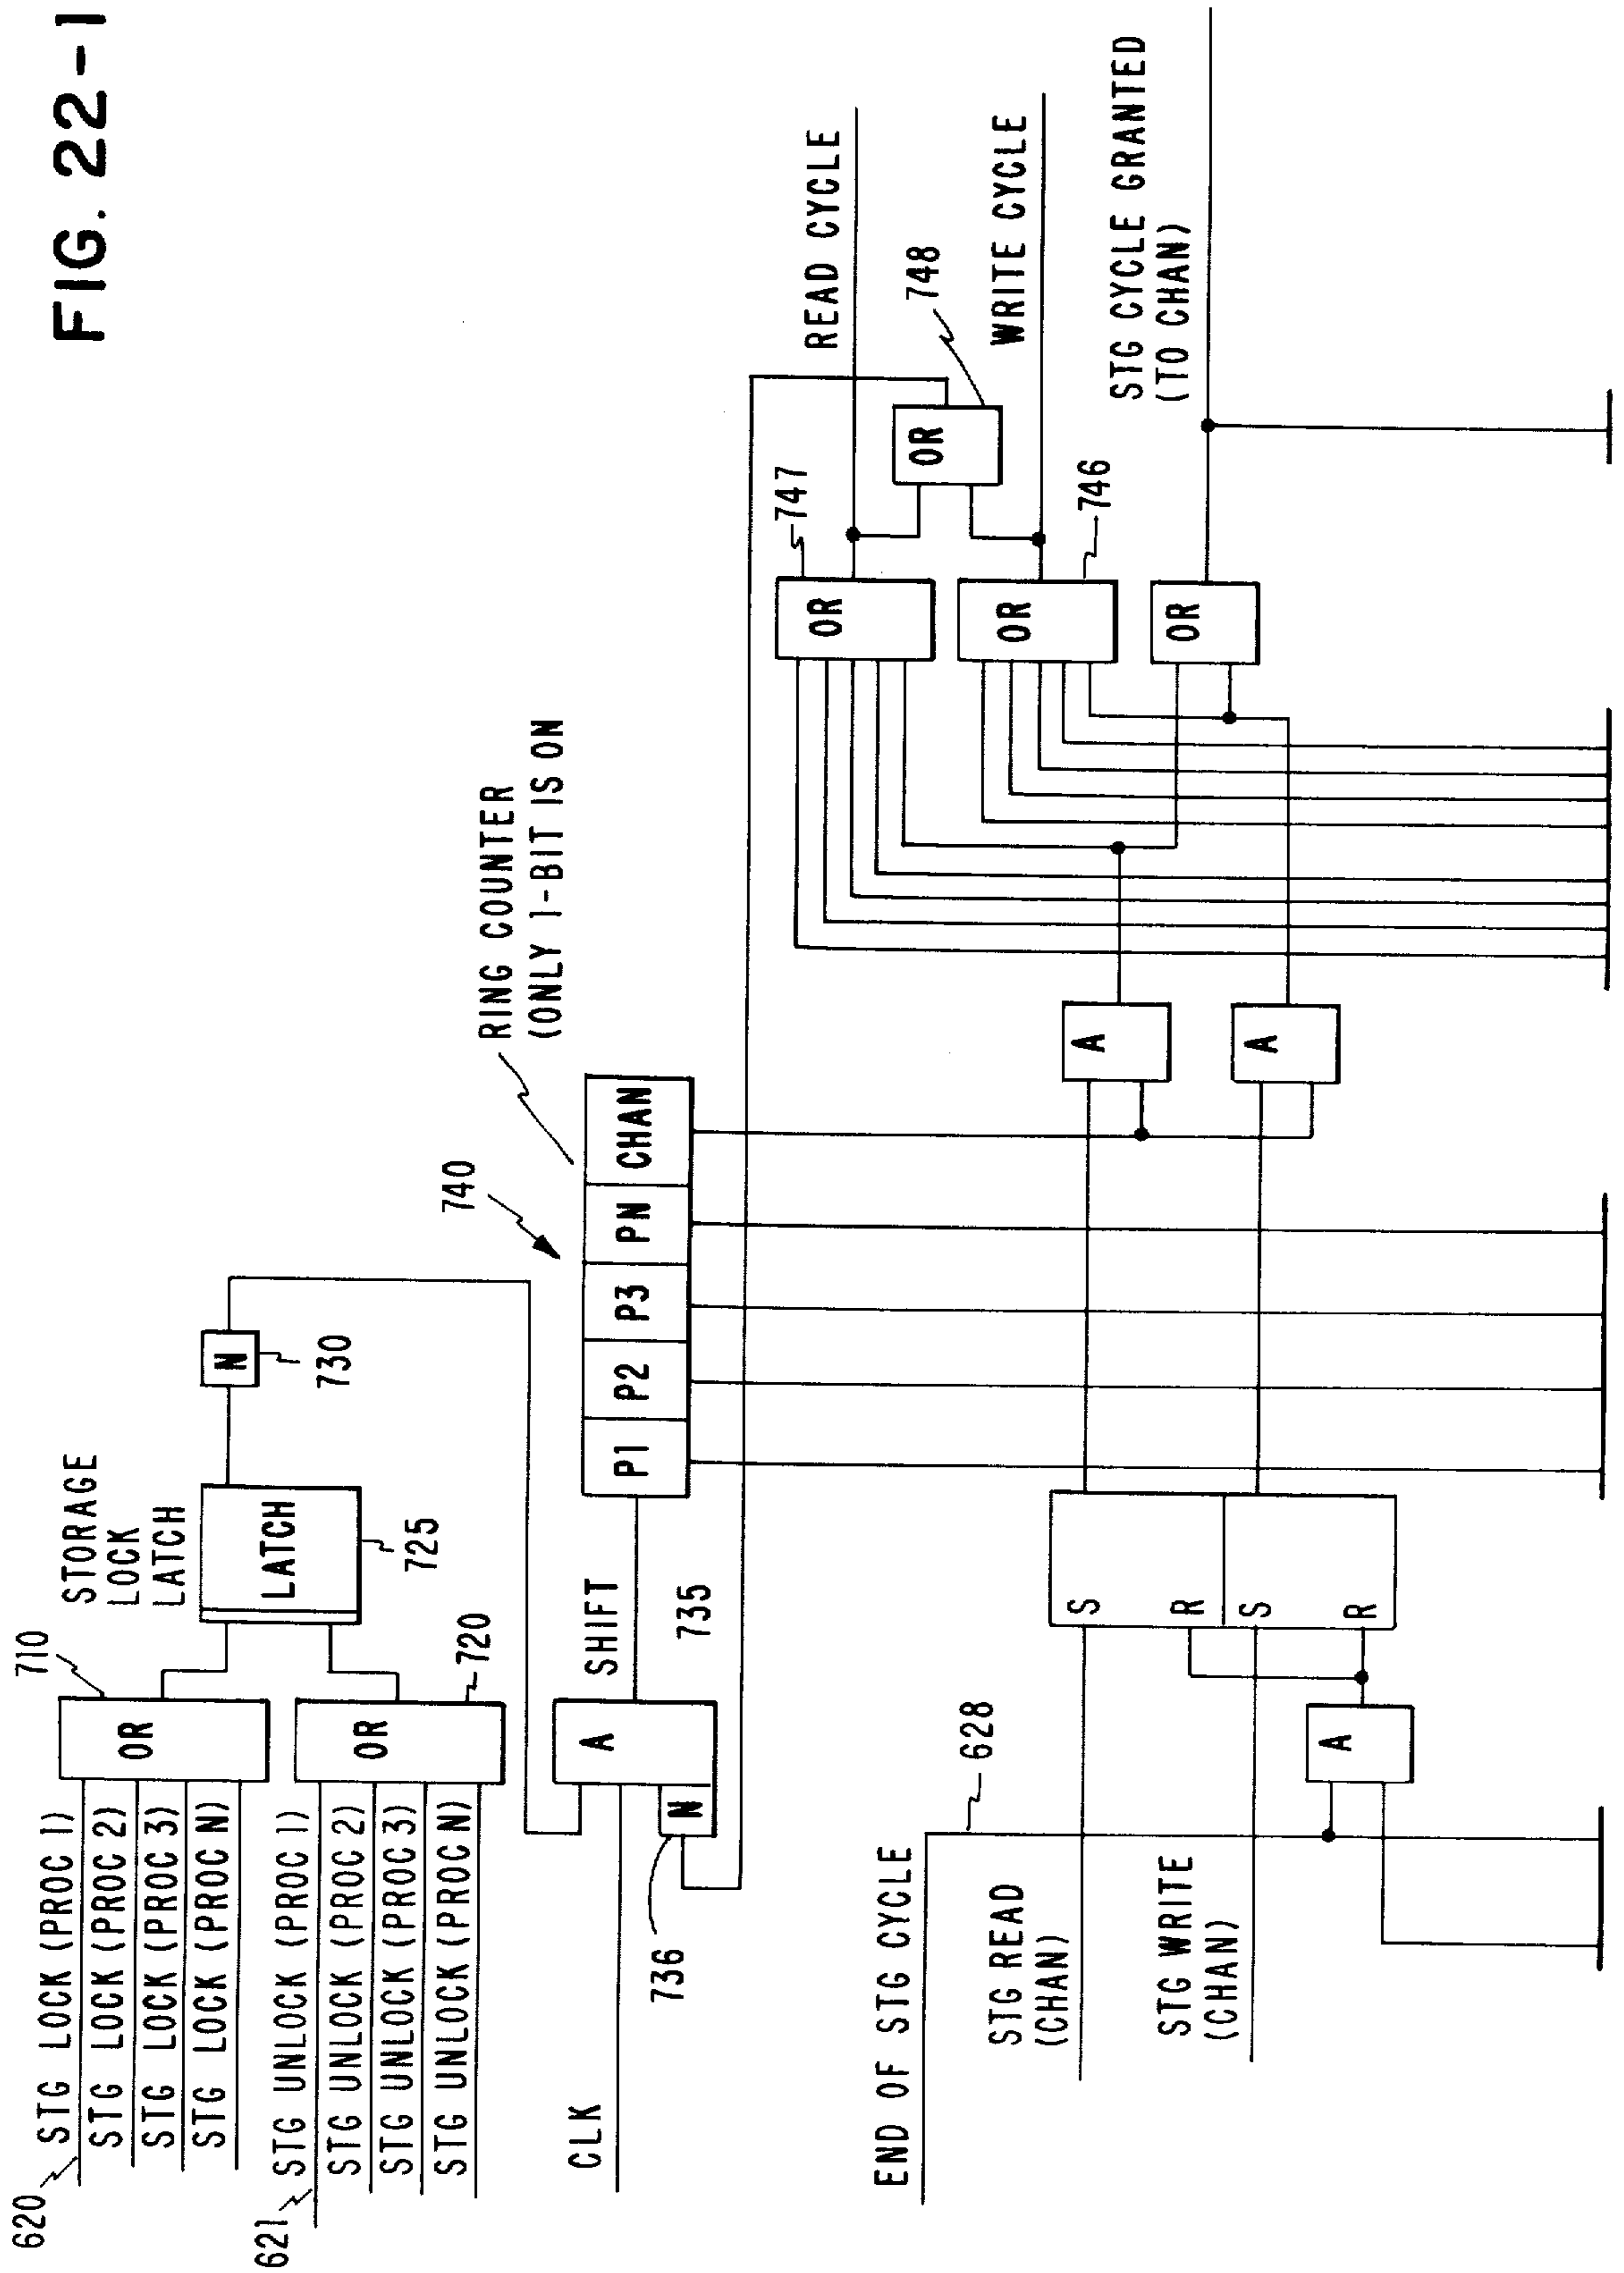 FIG. 22-1
620
STG LOCK (PROC 1)
STG LOCK (PROC 2)
STG LOCK (PROC 3)
STG LOCK (PROC N)
710
OR
STORAGE
LOCK
LATCH
LATCH
725
N
730
621
STG UNLOCK (PROC 1)
STG UNLOCK (PROC 2)
STG UNLOCK (PROC 3)
STG UNLOCK (PROC N)
OR
720
CLK
736
N
A
SHIFT
735
740
RING COUNTER
(ONLY 1-BIT IS ON
P1
P2
P3
PN
CHAN
747
OR
READ CYCLE
OR
748
WRITE CYCLE
OR
746
OR
STG CYCLE GRANTED
(TO CHAN)
END OF STG CYCLE
628
STG READ
(CHAN)
STG WRITE
(CHAN)
A
S
R
S
R
A
A